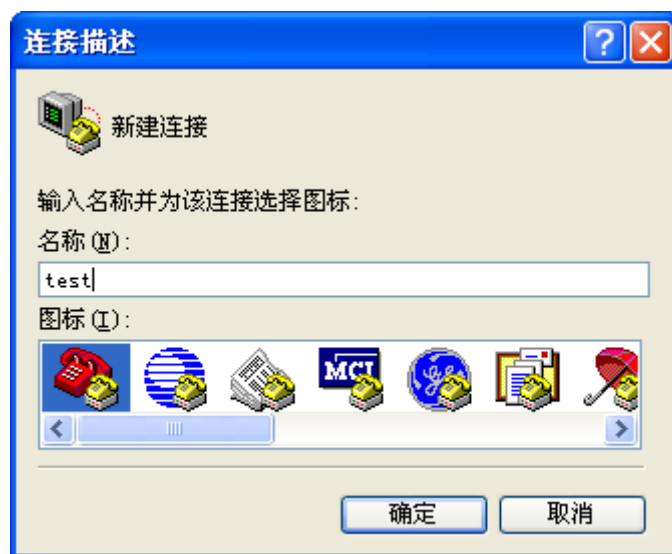 连接描述
新建连接
输入名称并为该连接选择图标:
名称(N):
test
图标(I):
MCI
确定
取消